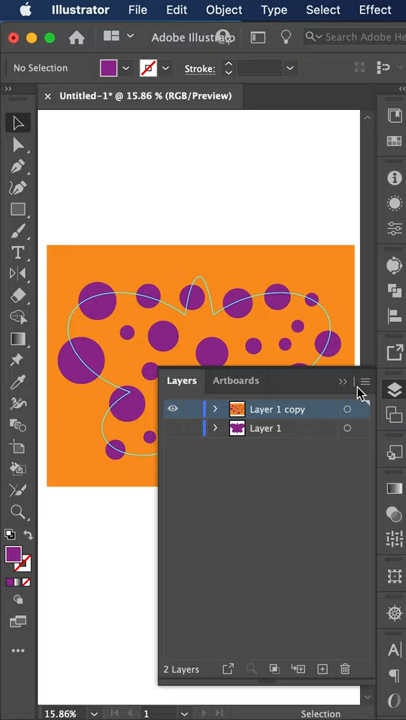 Illustrator File Edit Object Type Select Effect
Adobe Illustrator Search Adobe He
No Selection Stroke:
× Untitled-1* @ 15.86 % (RGB/Preview)
Layers Artboards
Layer 1 copy
Layer 1
2 Layers
15.86% 1 Selection